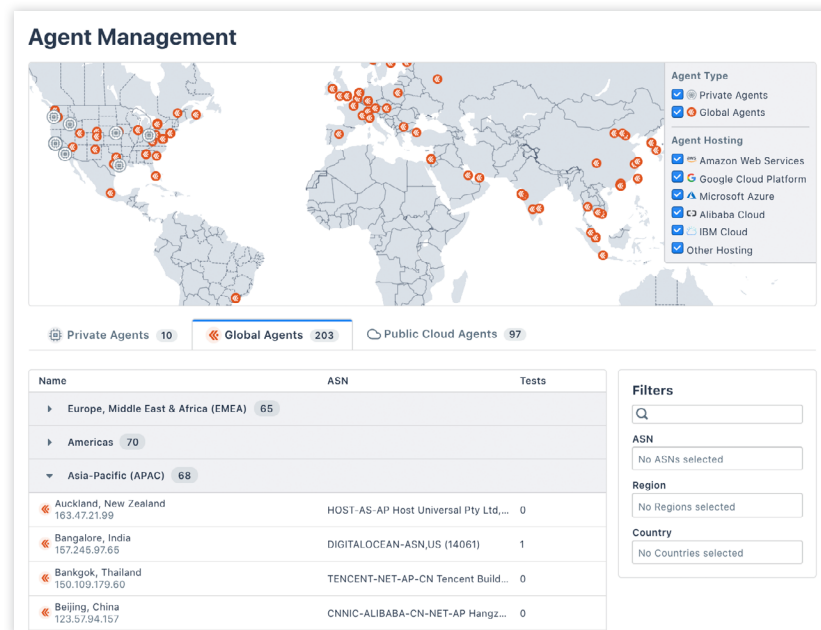 Agent Management
Agent Type
Private Agents
Global Agents
Agent Hosting
Amazon Web Services
Google Cloud Platform
Microsoft Azure
Alibaba Cloud
IBM Cloud
Other Hosting
Private Agents 10
Global Agents 203
Public Cloud Agents 97
Name ASN Tests
Europe, Middle East & Africa (EMEA) 65
Americas 70
Asia-Pacific (APAC) 68
Auckland, New Zealand
163.47.21.99
HOST-AS-AP Host Universal Pty Ltd,... 0
Bangalore, India
157.245.97.65
DIGITALOCEAN-ASN,US (14061) 1
Bankgok, Thailand
150.109.179.60
TENCENT-NET-AP-CN Tencent Build... 0
Beijing, China
123.57.94.157
CNNIC-ALIBABA-CN-NET-AP Hangz... 0
Filters
ASN
No ASNs selected
Region
No Regions selected
Country
No Countries selected